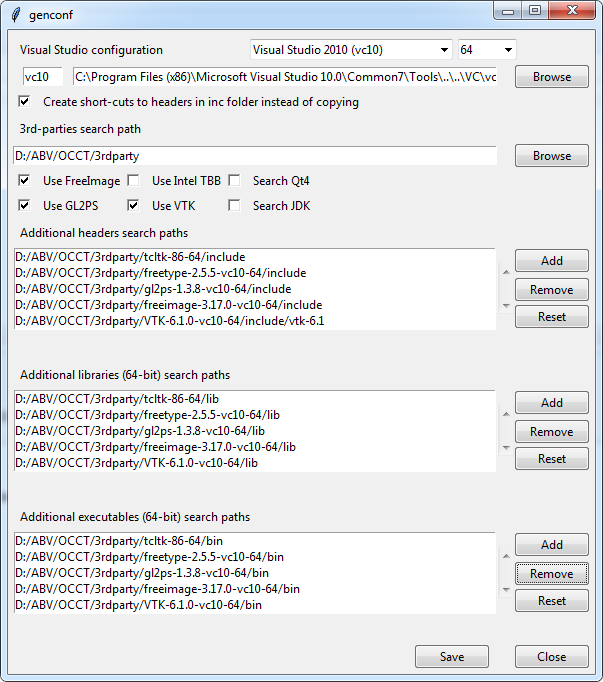 genconf
Visual Studio configuration Visual Studio 2010 (vc10) 64
vc10 C:\Program Files (x86)\Microsoft Visual Studio 10.0\Common7\Tools\..\..\VC\vc Browse
Create short-cuts to headers in inc folder instead of copying
3rd-parties search path
D:/ABV/OCCT/3rdparty Browse
Use FreeImage Use Intel TBB Search Qt4
Use GL2PS Use VTK Search JDK
Additional headers search paths
D:/ABV/OCCT/3rdparty/tcltk-86-64/include
D:/ABV/OCCT/3rdparty/freetype-2.5.5-vc10-64/include
D:/ABV/OCCT/3rdparty/gl2ps-1.3.8-vc10-64/include
D:/ABV/OCCT/3rdparty/freeimage-3.17.0-vc10-64/include
D:/ABV/OCCT/3rdparty/VTK-6.1.0-vc10-64/include/vtk-6.1
Add
Remove
Reset
Additional libraries (64-bit) search paths
D:/ABV/OCCT/3rdparty/tcltk-86-64/lib
D:/ABV/OCCT/3rdparty/freetype-2.5.5-vc10-64/lib
D:/ABV/OCCT/3rdparty/gl2ps-1.3.8-vc10-64/lib
D:/ABV/OCCT/3rdparty/freeimage-3.17.0-vc10-64/lib
D:/ABV/OCCT/3rdparty/VTK-6.1.0-vc10-64/lib
Add
Remove
Reset
Additional executables (64-bit) search paths
D:/ABV/OCCT/3rdparty/tcltk-86-64/bin
D:/ABV/OCCT/3rdparty/freetype-2.5.5-vc10-64/bin
D:/ABV/OCCT/3rdparty/gl2ps-1.3.8-vc10-64/bin
D:/ABV/OCCT/3rdparty/freeimage-3.17.0-vc10-64/bin
D:/ABV/OCCT/3rdparty/VTK-6.1.0-vc10-64/bin
Add
Remove
Reset
Save Close